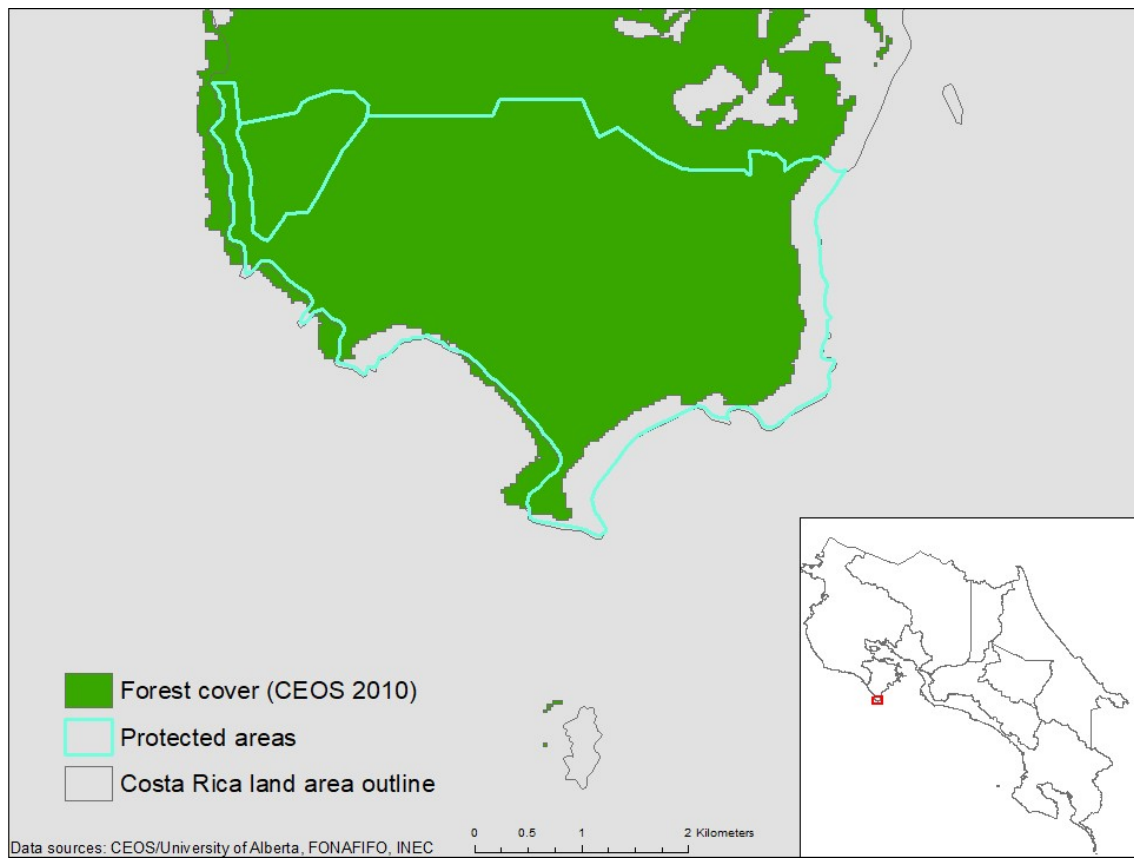 Forest cover (CEOS 2010)
Protected areas
Costa Rica land area outline
Data sources: CEOS/University of Alberta, FONAFIFO, INEC
0 0.5 1 2 Kilometers